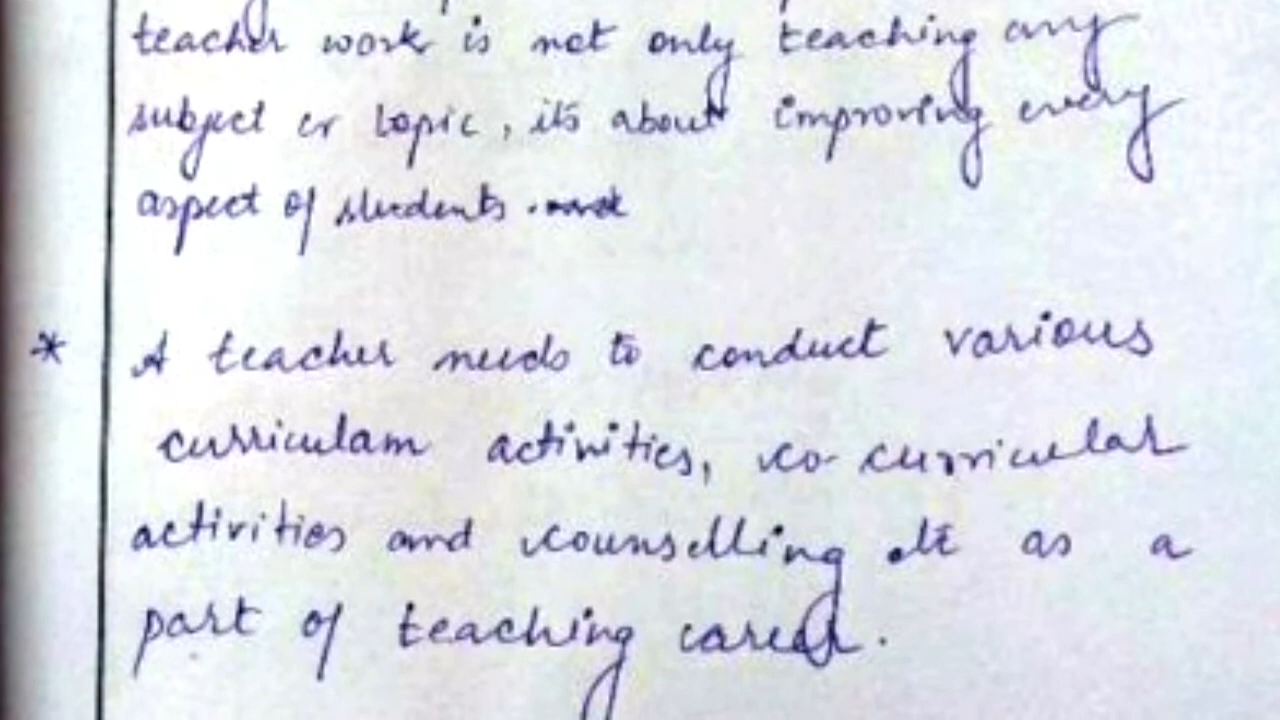 teacher work is not only teaching any
subject or topic, its about improving every
aspect of students.
* A teacher needs to conduct various
curriculam activities, co-curricular
activities and counselling etc as a
part of teaching career.